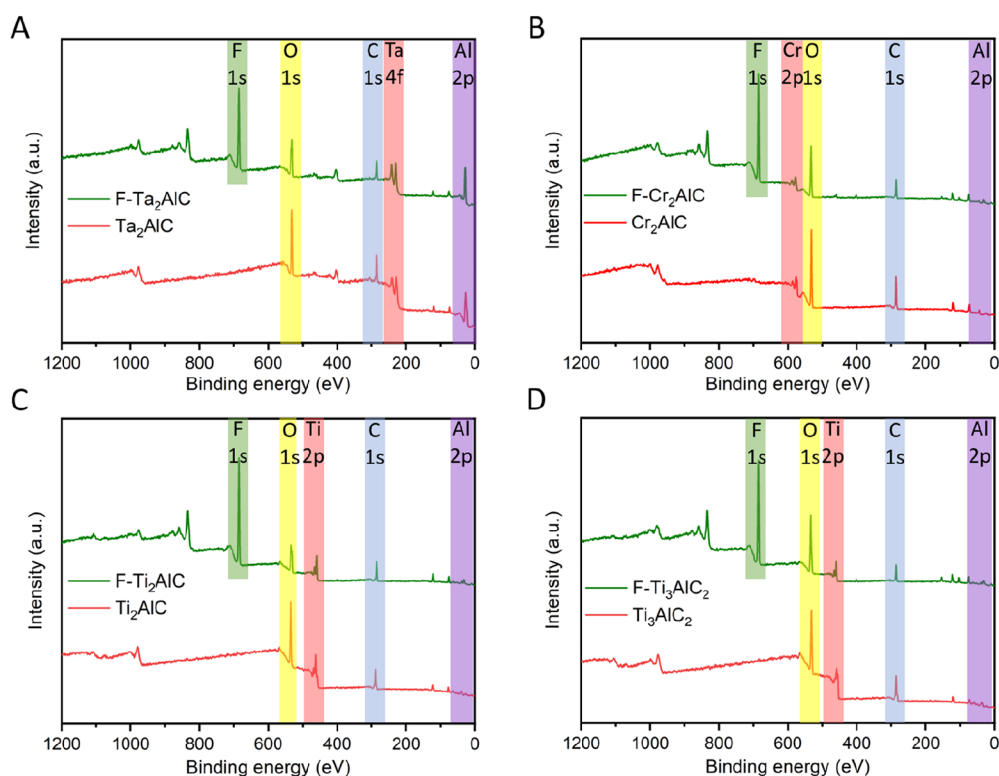 A
F O C Ta Al
1s 1s 1s 4f 2p
Intensity (a.u.)
F-Ta₂AlC
Ta₂AlC
1200 1000 800 600 400 200 0
Binding energy (eV)
B
F Cr O C Al
1s 2p 1s 1s 2p
Intensity (a.u.)
F-Cr₂AlC
Cr₂AlC
1200 1000 800 600 400 200 0
Binding energy (eV)
C
F O Ti C Al
1s 1s 2p 1s 2p
Intensity (a.u.)
F-Ti₂AlC
Ti₂AlC
1200 1000 800 600 400 200 0
Binding energy (eV)
D
F O Ti C Al
1s 1s 2p 1s 2p
Intensity (a.u.)
F-Ti₃AlC₂
Ti₃AlC₂
1200 1000 800 600 400 200 0
Binding energy (eV)